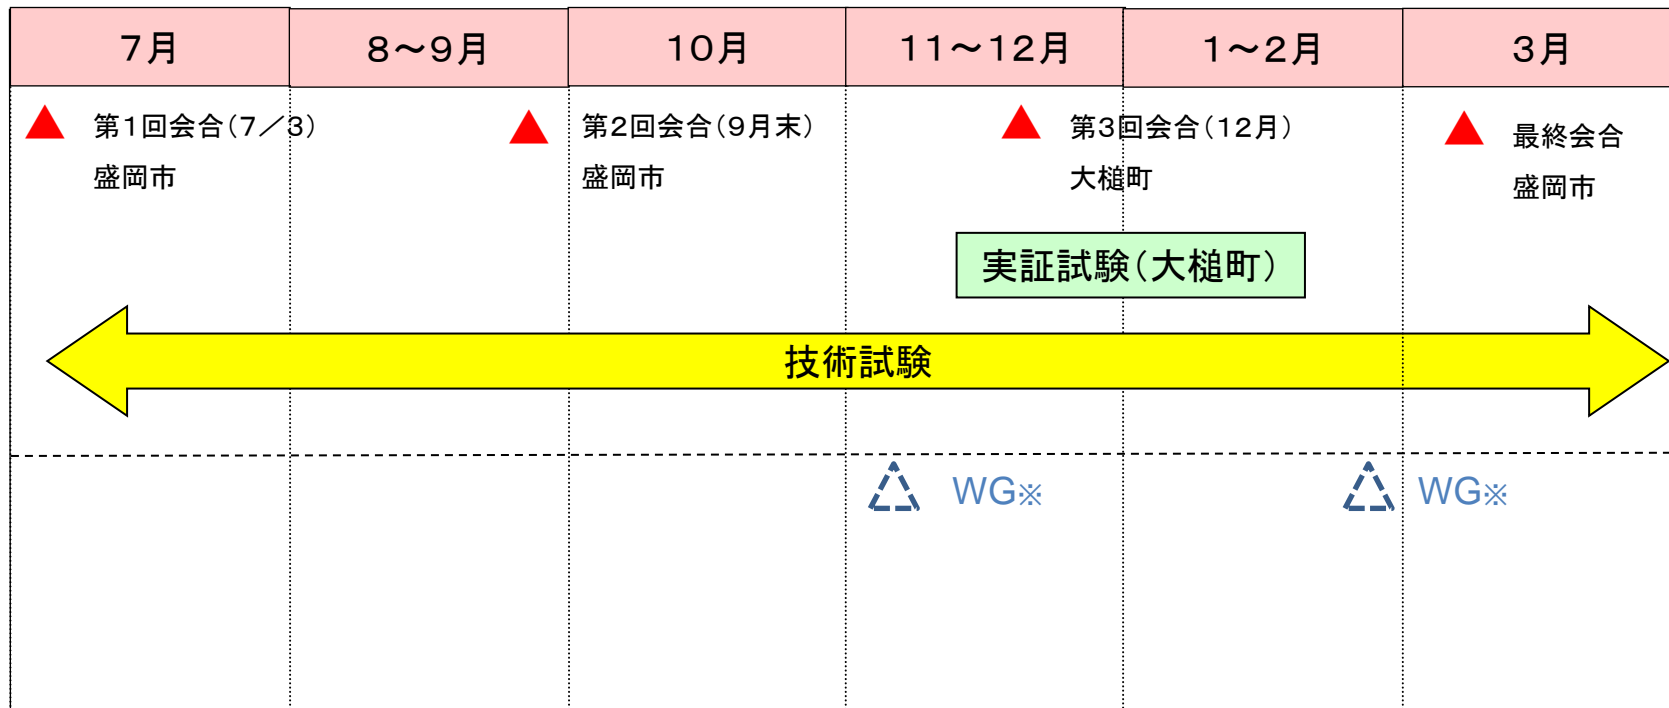 7月
8～9月
10月
11～12月
1～2月
3月
第1回会合(7／3)
盛岡市
第2回会合(9月末)
盛岡市
第3回会合(12月)
大槌町
最終会合
盛岡市
実証試験(大槌町)
技術試験
WG※
WG※